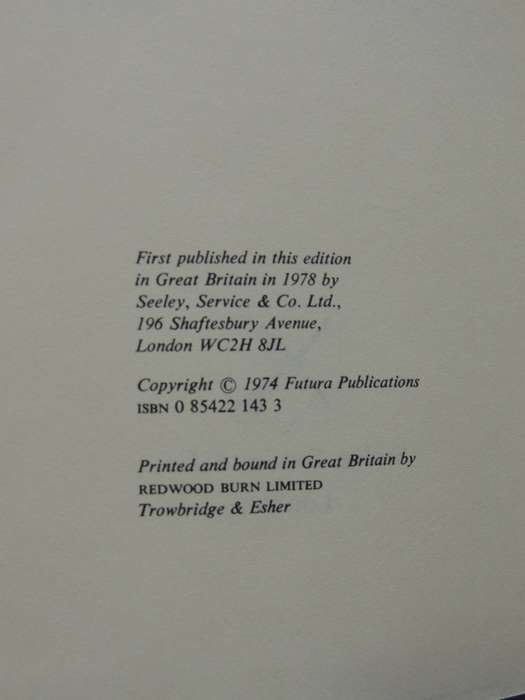 First published in this edition
in Great Britain in 1978 by
Seeley, Service & Co. Ltd.,
196 Shaftesbury Avenue,
London WC2H 8JL
Copyright © 1974 Futura Publications
ISBN 0 85422 143 3
Printed and bound in Great Britain by
REDWOOD BURN LIMITED
Trowbridge & Esher